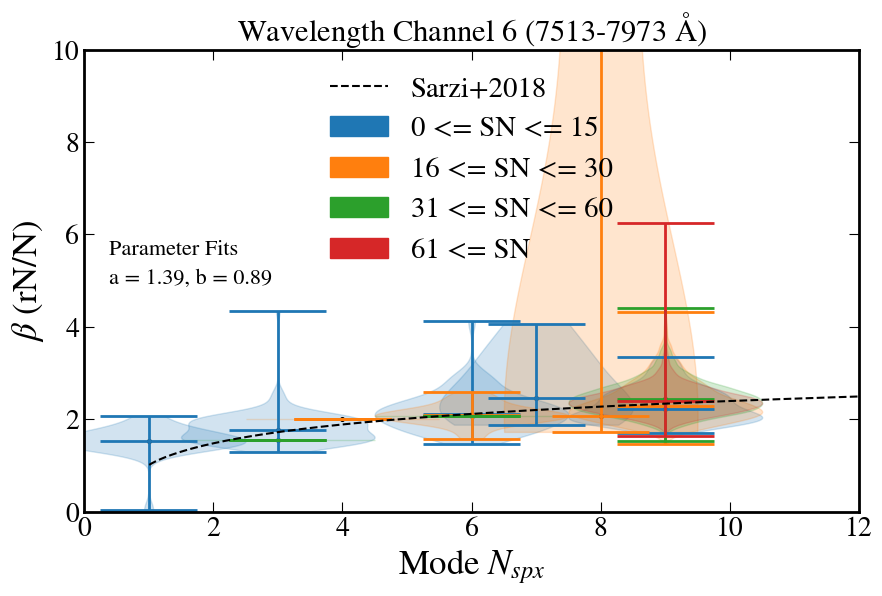 Wavelength Channel 6 (7513-7973 Å)
10
8
6
4
2
0
β (rN/N)
Sarzi+2018
0 <= SN <= 15
16 <= SN <= 30
31 <= SN <= 60
61 <= SN
Parameter Fits
a = 1.39, b = 0.89
0 2 4 6 8 10 12
Mode N_{spx}